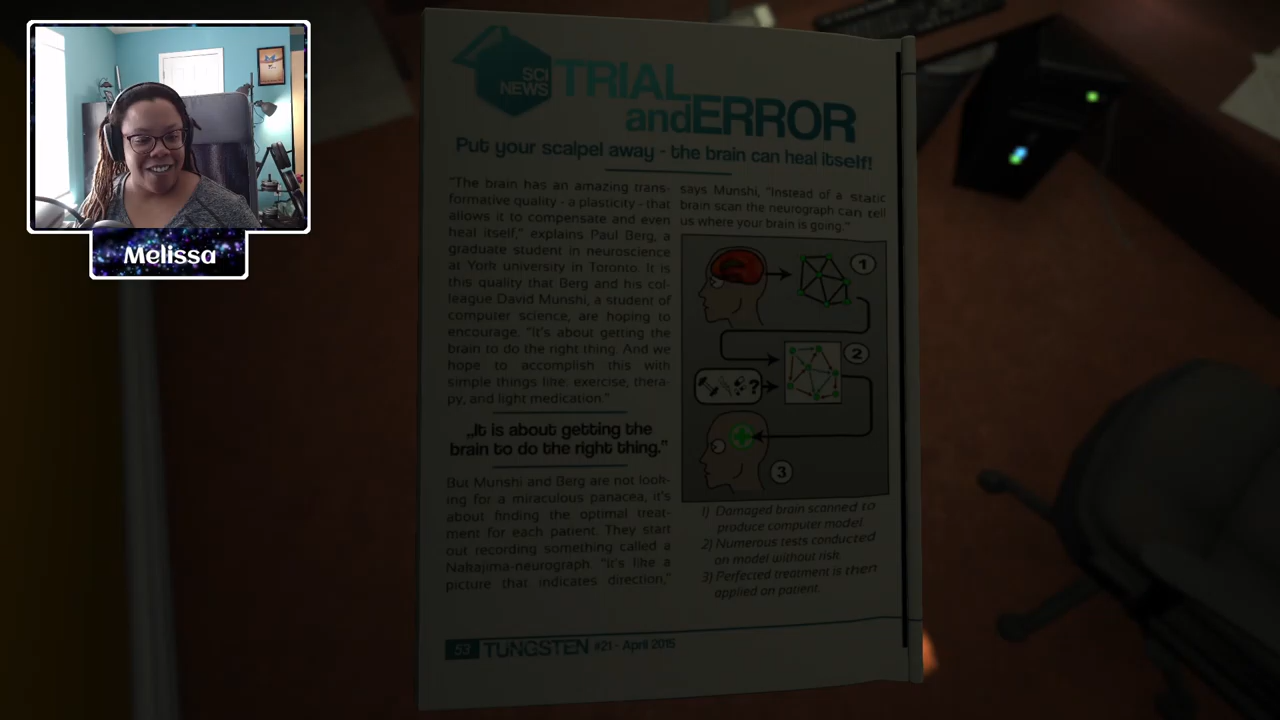 Melissa
SCI
NEWS
TRIAL
and ERROR
Put your scalpel away - the brain can heal itself!
"The brain has an amazing trans-
formative quality - a plasticity - that
allows it to compensate and even
heal itself," explains Paul Berg, a
graduate student in neuroscience
at York university in Toronto. It is
this quality that Berg and his col-
league David Munshi, a student of
computer science, are hoping to
encourage. "It's about getting the
brain to do the right thing. And we
hope to accomplish this with
simple things like: exercise, thera-
py, and light medication."
„It is about getting the
brain to do the right thing."
But Munshi and Berg are not look-
ing for a miraculous panacea, it's
about finding the optimal treat-
ment for each patient. They start
out recording something called a
Nakajima-neurograph. "It's like a
picture that indicates direction,"
says Munshi, "Instead of a static
brain scan the neurograph can tell
us where your brain is going."
1
2
?
3
1) Damaged brain scanned to
produce computer model.
2) Numerous tests conducted
on model without risk.
3) Perfected treatment is then
applied on patient.
53 TUNGSTEN #21 - April 2015